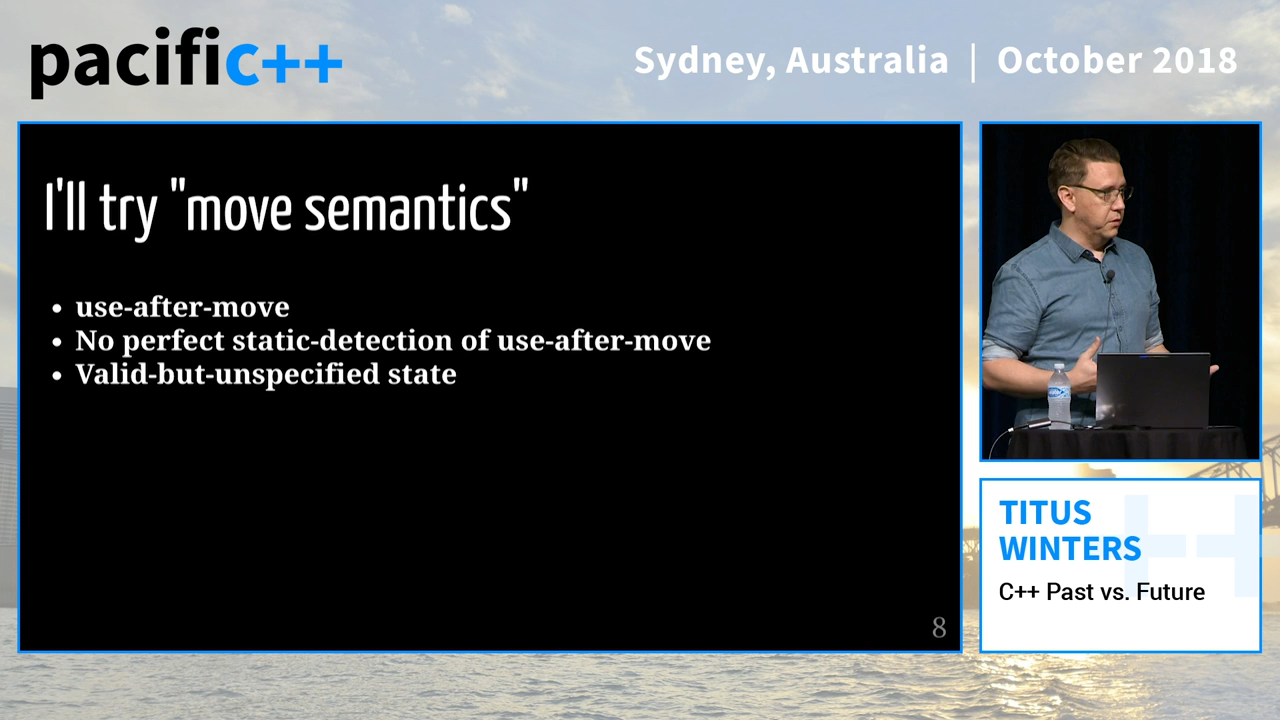 pacific++
Sydney, Australia | October 2018
I'll try "move semantics"
• use-after-move
• No perfect static-detection of use-after-move
• Valid-but-unspecified state
8
TITUS
WINTERS
C++ Past vs. Future